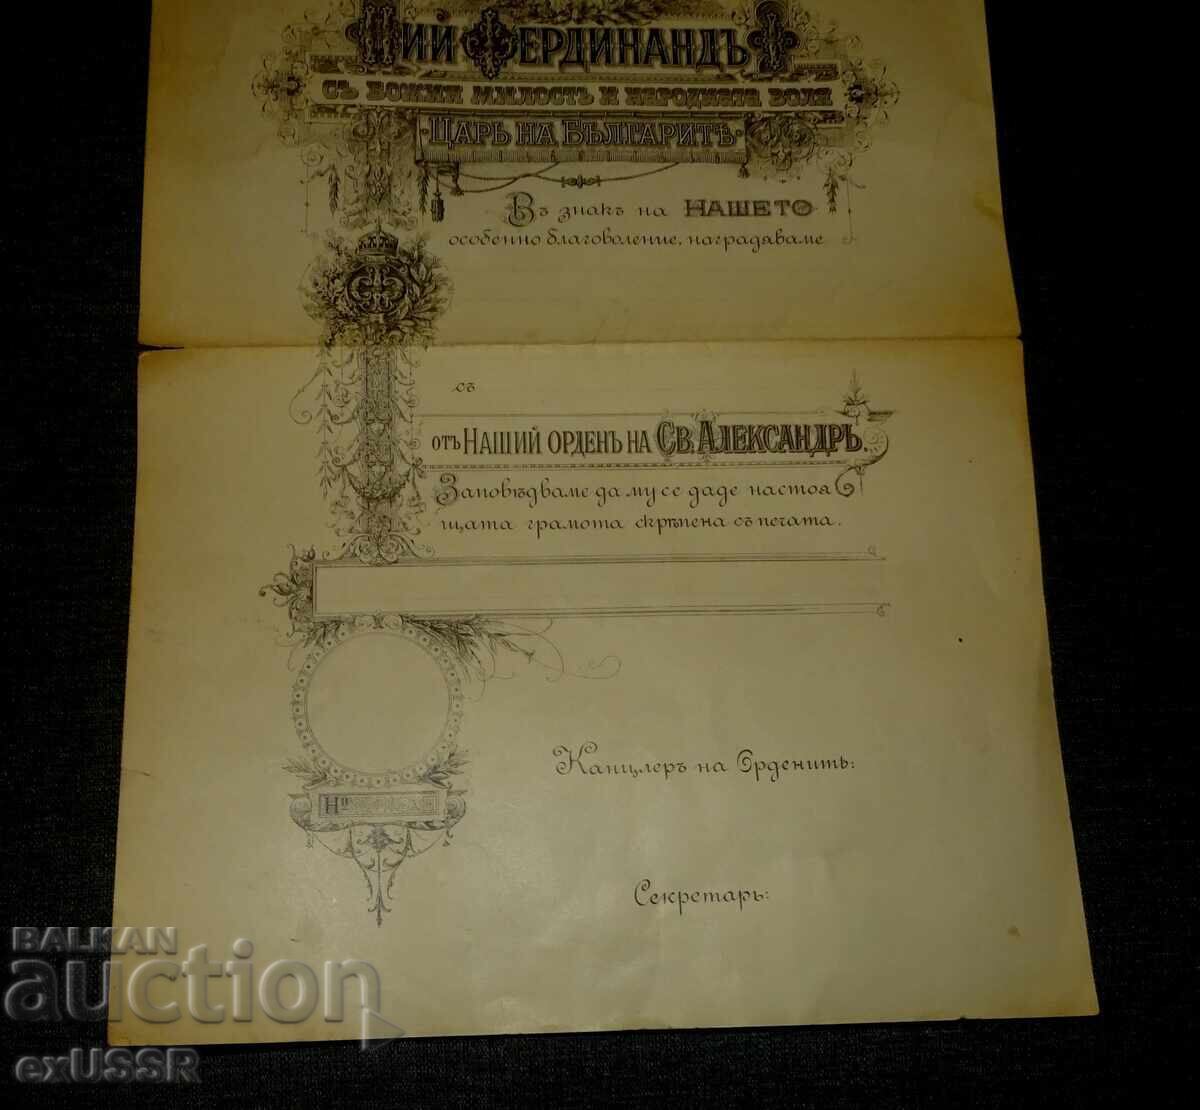 НИИ ФЕРДИНАНДЪ I
СЪ БОЖИЯ МИЛОСТЬ И НАРОДНАТА ВОЛЯ
·ЦАРЬ НА БЪЛГАРИТѢ·
Въ знакъ на НАШЕТО
особенно благоволение, наградяваме
съ
отъ НАШИЙ ОРДЕНЪ НА СВ. АЛЕКСАНДРЪ.
Заповѣдваме да му се даде настоя
щата грамота скрѣпена съ печата.
Канцлеръ на Орденитѣ:
Секретарь:
BALKAN
auction
exUSSR